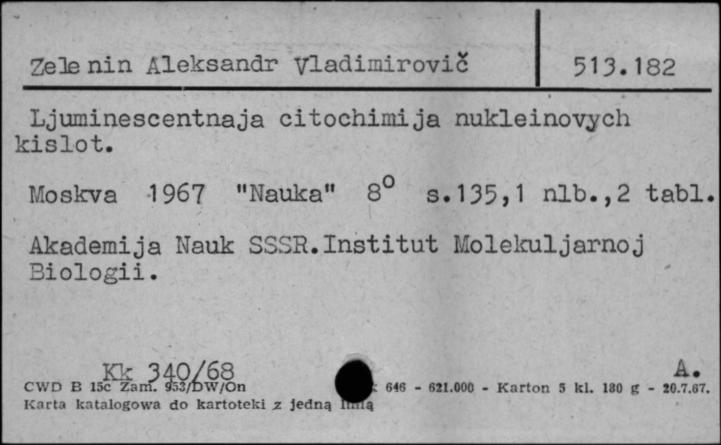 Zelenin Aleksandr Vladimirovič 513.182
Ljuminescentnaja citochimija nukleinovych
kislot.
Moskva 1967 "Nauka" 8° s.135,1 nlb.,2 tabl.
Akademija Nauk SSSR.Institut Molekuljarnoj
Biologii.
Kk 340/68 A.
CWD B 15c Zam. 953/DW/On 646 - 621.000 - Karton 5 kl. 180 g - 20.7.67.
Karta katalogowa do kartoteki z jedną linią